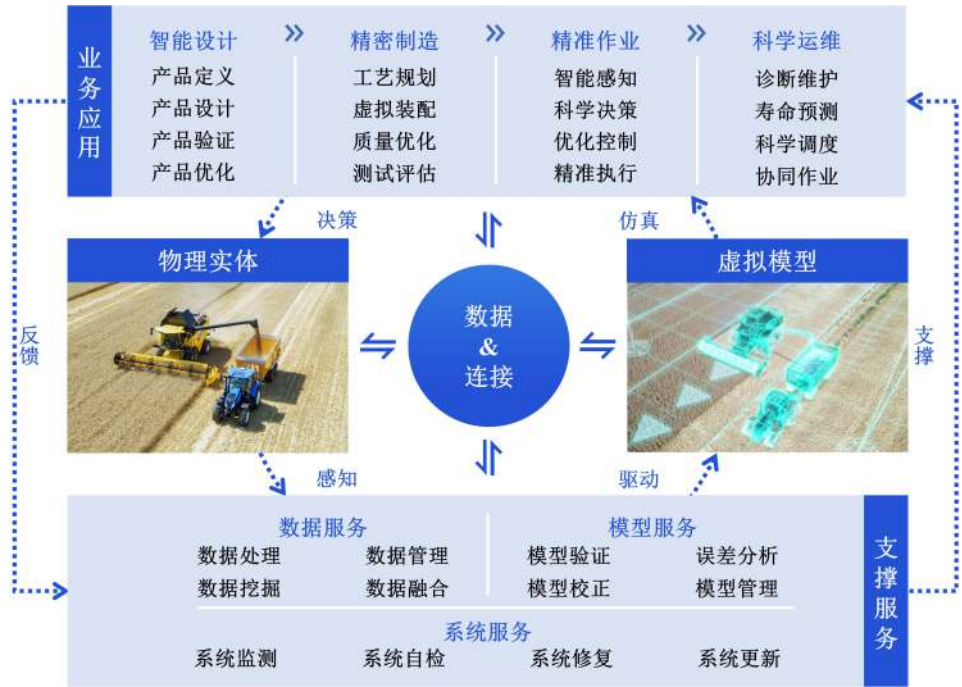 业务应用
智能设计 » 精密制造 » 精准作业 » 科学运维
产品定义 工艺规划 智能感知 诊断维护
产品设计 虚拟装配 科学决策 寿命预测
产品验证 质量优化 优化控制 科学调度
产品优化 测试评估 精准执行 协同作业
决策 仿真
物理实体 虚拟模型
反馈
数据
&
连接
支撑
感知 驱动
支撑服务
数据服务 模型服务
数据处理 数据管理 模型验证 误差分析
数据挖掘 数据融合 模型校正 模型管理
系统服务
系统监测 系统自检 系统修复 系统更新